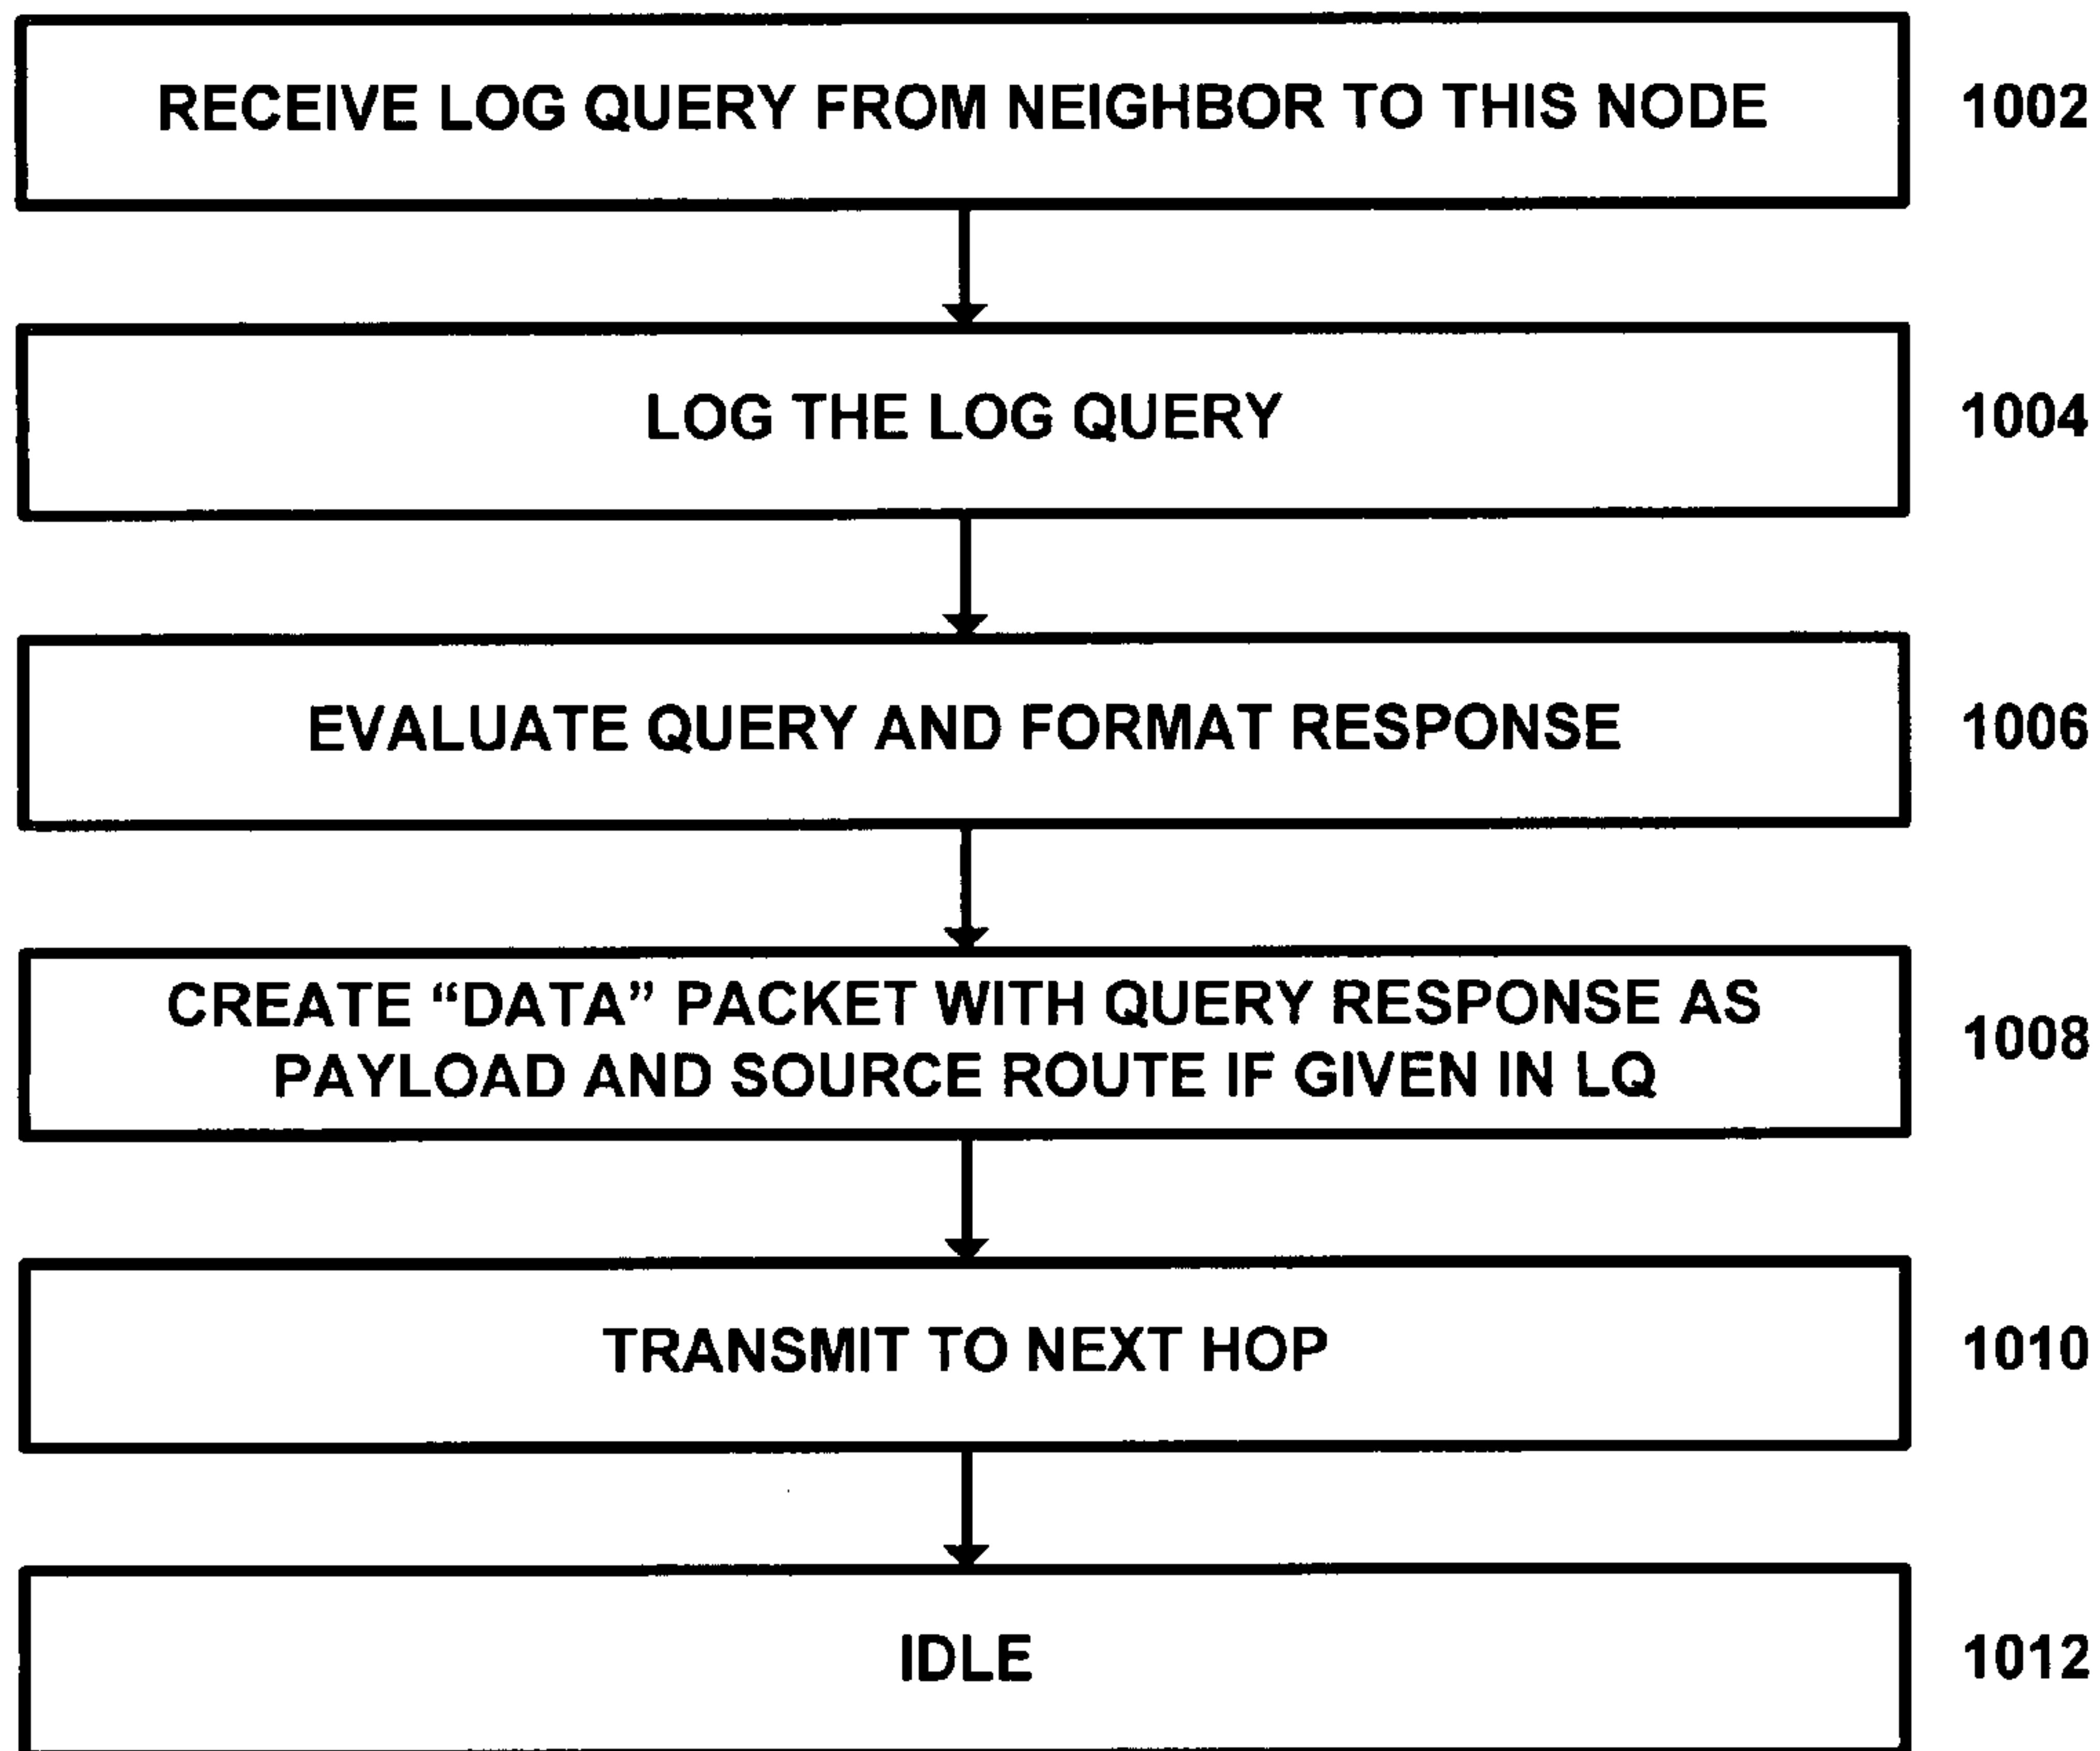 RECEIVE LOG QUERY FROM NEIGHBOR TO THIS NODE 1002
LOG THE LOG QUERY 1004
EVALUATE QUERY AND FORMAT RESPONSE 1006
CREATE “DATA” PACKET WITH QUERY RESPONSE AS
PAYLOAD AND SOURCE ROUTE IF GIVEN IN LQ
1008
TRANSMIT TO NEXT HOP 1010
IDLE 1012